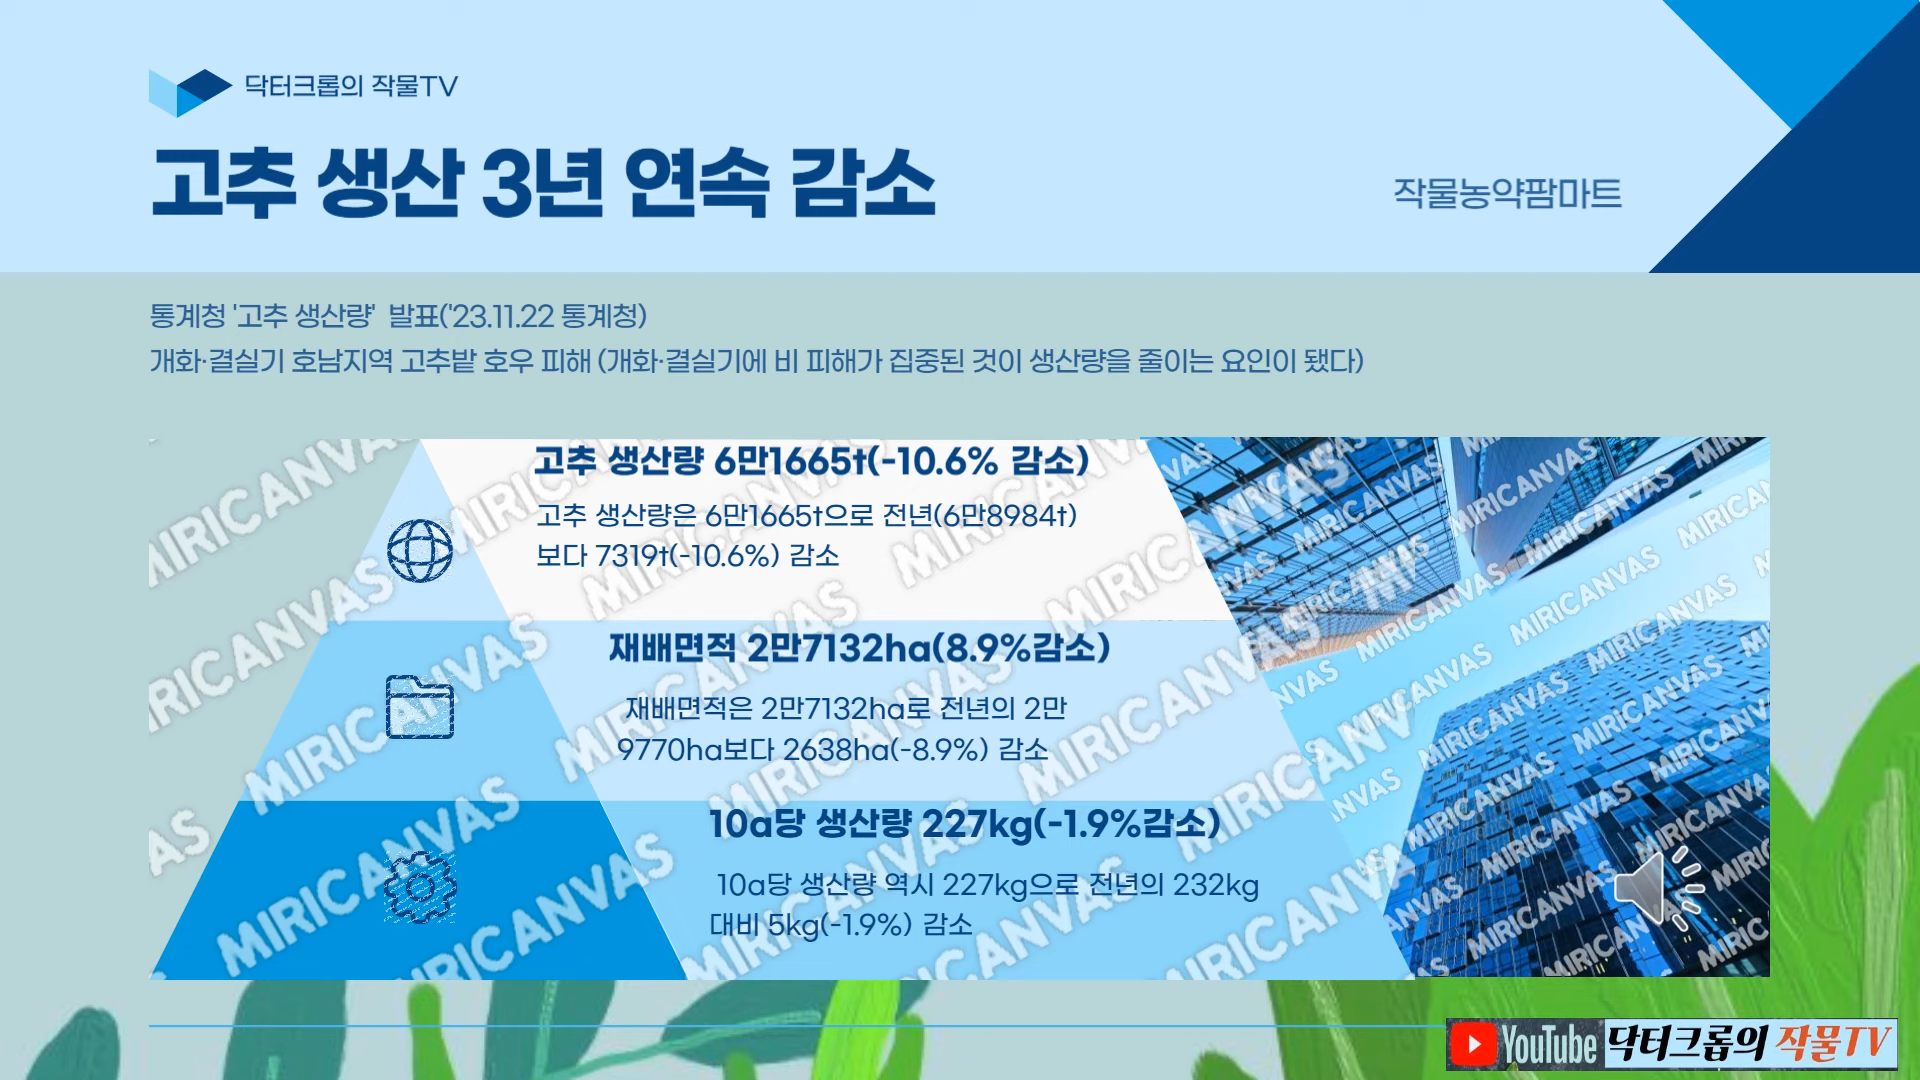 닥터크롭의 작물TV
고추 생산 3년 연속 감소
작물농약팜마트
통계청 '고추 생산량' 발표('23.11.22 통계청)
개화·결실기 호남지역 고추밭 호우 피해 (개화·결실기에 비 피해가 집중된 것이 생산량을 줄이는 요인이 됐다)
고추 생산량 6만1665t(-10.6% 감소)
고추 생산량은 6만1665t으로 전년(6만8984t)
보다 7319t(-10.6%) 감소
재배면적 2만7132ha(8.9%감소)
재배면적은 2만7132ha로 전년의 2만
9770ha보다 2638ha(-8.9%) 감소
10a당 생산량 227kg(-1.9%감소)
10a당 생산량 역시 227kg으로 전년의 232kg
대비 5kg(-1.9%) 감소
MIRICANVAS
YouTube 닥터크롭의 작물TV